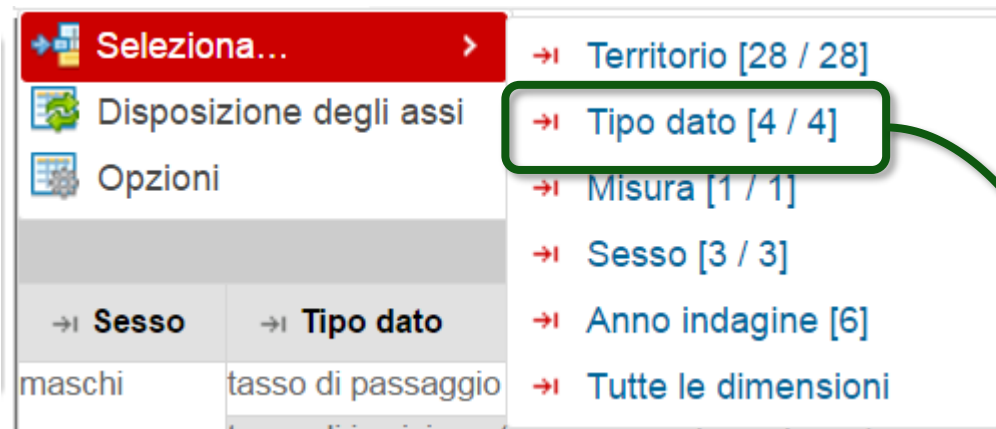 Seleziona...
Disposizione degli assi
Opzioni
Territorio [28 / 28]
Tipo dato [4 / 4]
Misura [1 / 1]
Sesso [3 / 3]
Anno indagine [6]
Tutte le dimensioni
Sesso Tipo dato
maschi tasso di passaggio